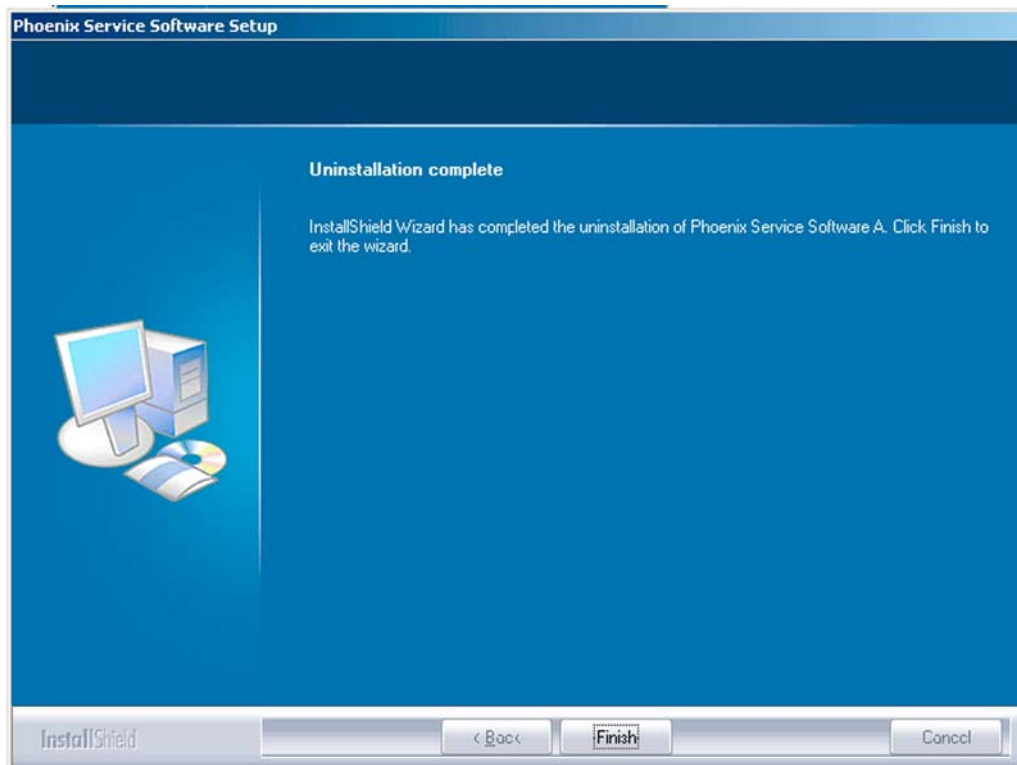 Phoenix Service Software Setup
Uninstallation complete
InstallShield Wizard has completed the uninstallation of Phoenix Service Software A. Click Finish to
exit the wizard.
InstallShield
< Back
Finish
Cancel